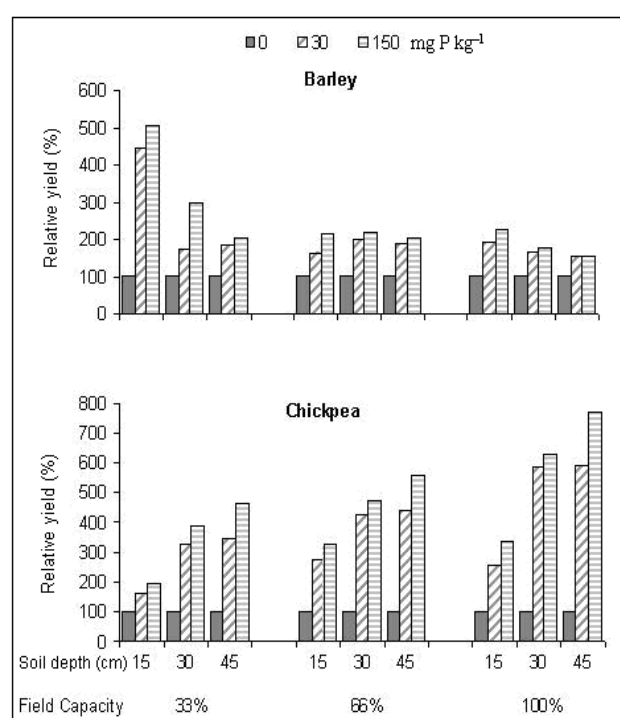 0 30 150 mg P kg⁻¹
Barley
Relative yield (%)
600
500
400
300
200
100
0
Chickpea
Relative yield (%)
800
700
600
500
400
300
200
100
0
Soil depth (cm) 15 30 45 15 30 45 15 30 45
Field Capacity 33% 66% 100%